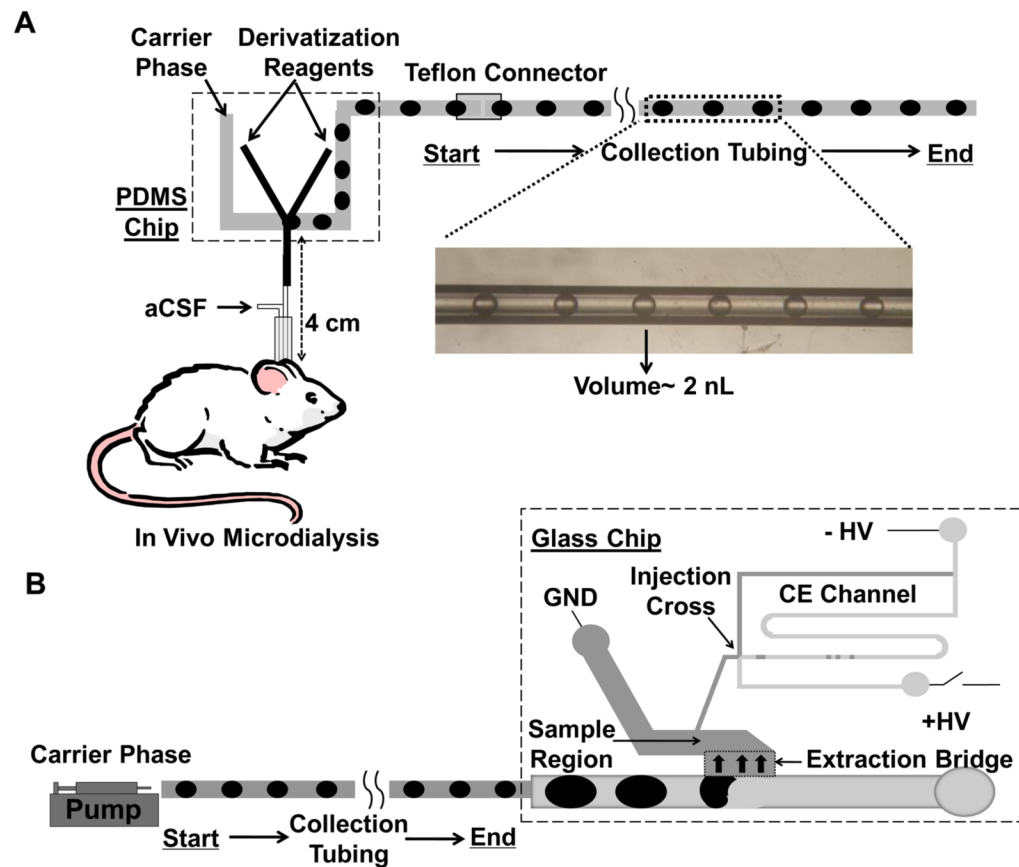 A
Carrier
Phase
Derivatization
Reagents
Teflon Connector
Start
Collection Tubing
End
PDMS
Chip
aCSF
4 cm
Volume~ 2 nL
In Vivo Microdialysis
B
Glass Chip
- HV
Injection
Cross
CE Channel
GND
+HV
Sample
Region
Extraction Bridge
Carrier Phase
Pump
Start
Collection
Tubing
End